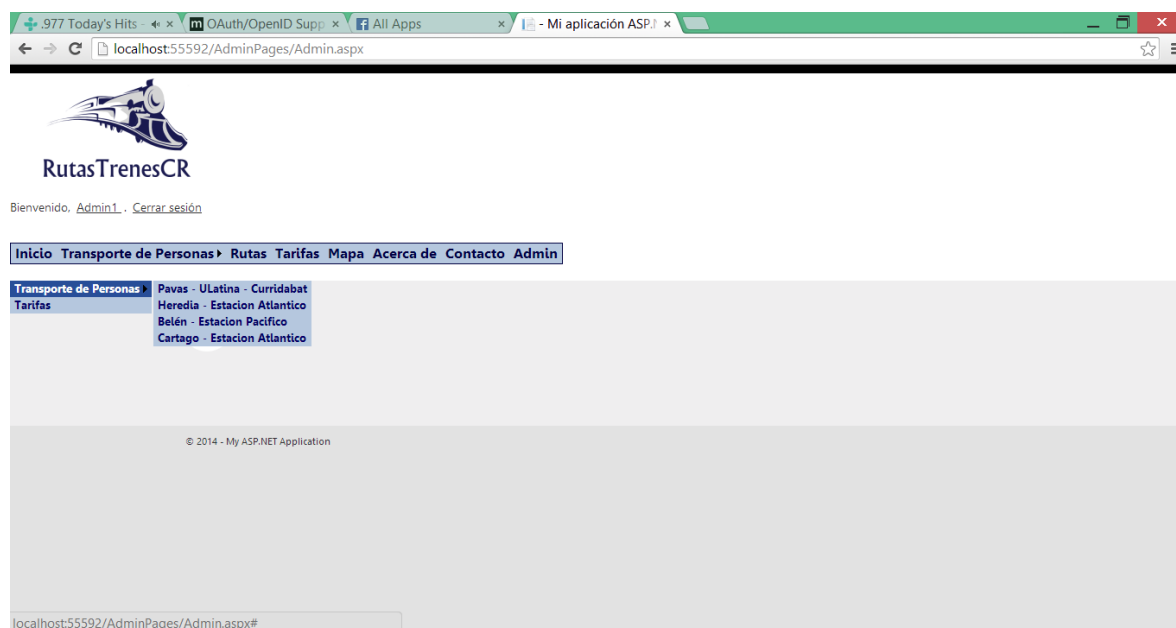 .977 Today's Hits -
OAuth/OpenID Supp
All Apps
- Mi aplicación ASP.N
localhost:55592/AdminPages/Admin.aspx
RutasTrenesCR
Bienvenido, Admin1 . Cerrar sesión
Inicio Transporte de Personas Rutas Tarifas Mapa Acerca de Contacto Admin
Transporte de Personas
Tarifas
Pavas - ULatina - Curridabat
Heredia - Estacion Atlantico
Belén - Estacion Pacifico
Cartago - Estacion Atlantico
© 2014 - My ASP.NET Application
localhost:55592/AdminPages/Admin.aspx#